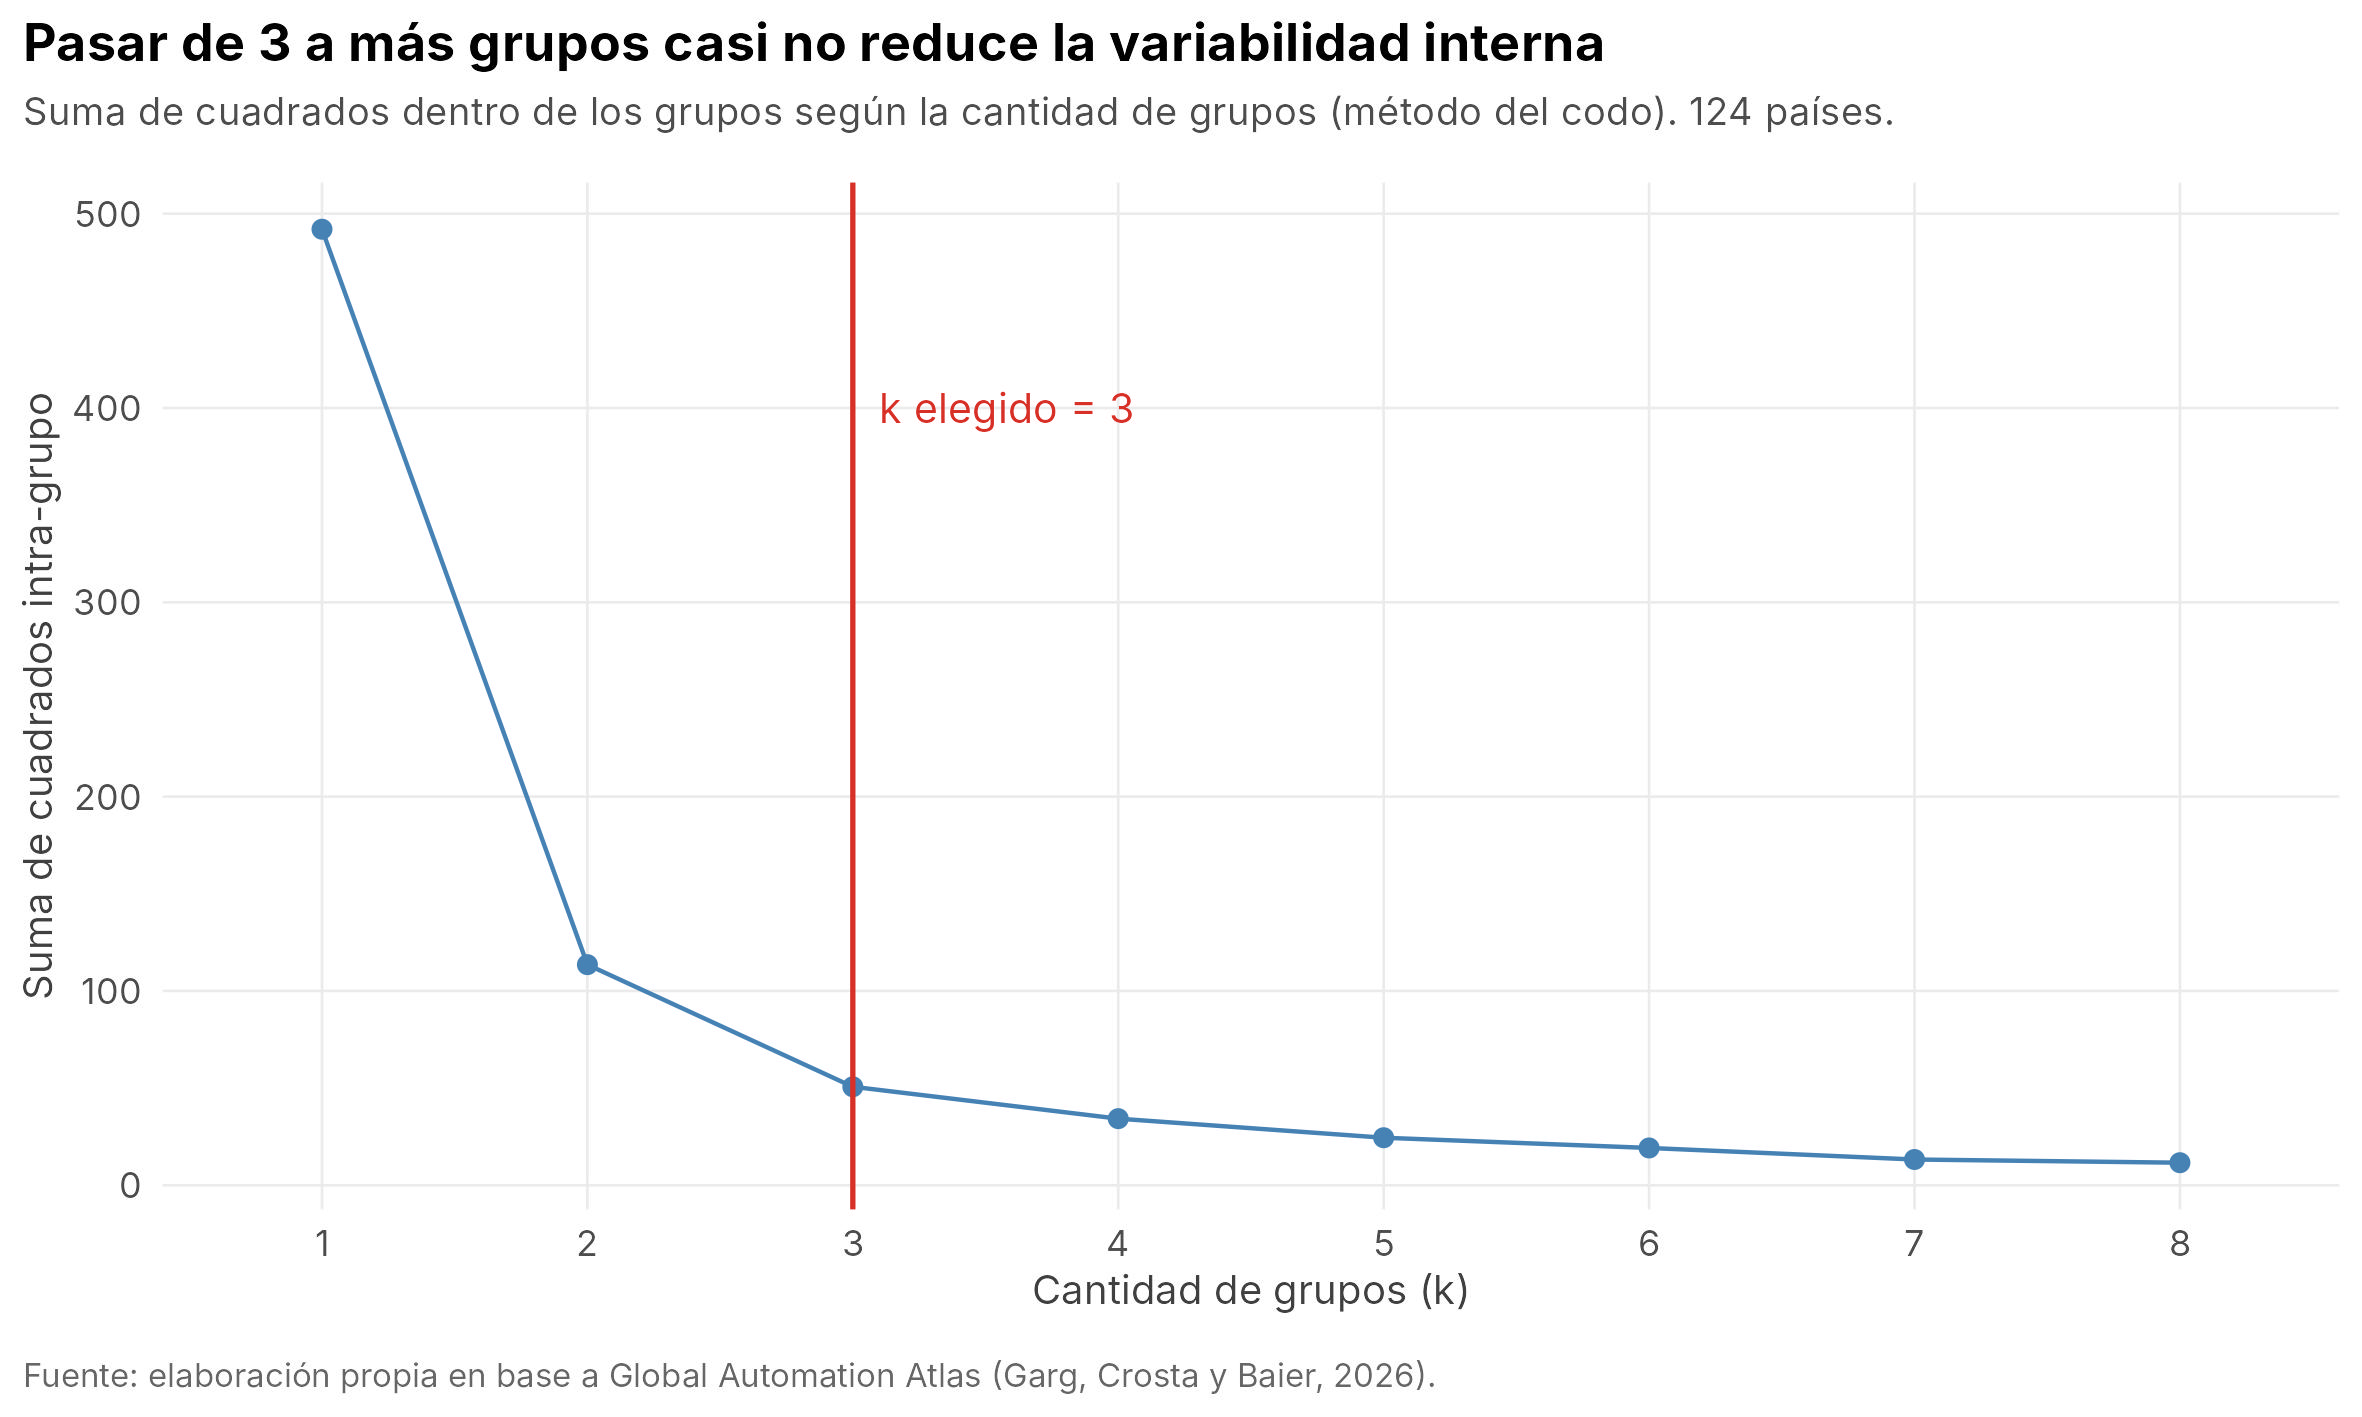 Pasar de 3 a más grupos casi no reduce la variabilidad interna
Suma de cuadrados dentro de los grupos según la cantidad de grupos (método del codo). 124 países.
Suma de cuadrados intra-grupo
500
400
300
200
100
0
k elegido = 3
1 2 3 4 5 6 7 8
Cantidad de grupos (k)
Fuente: elaboración propia en base a Global Automation Atlas (Garg, Crosta y Baier, 2026).